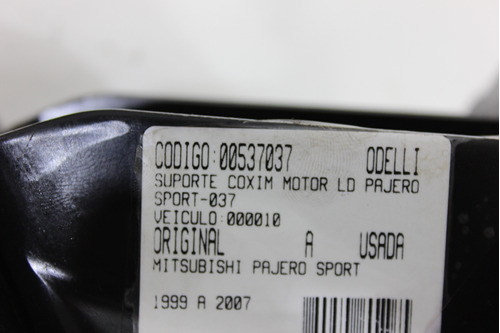 CODIGO:00537037 ODELLI
SUPORTE COXIM MOTOR LD PAJERO
SPORT-037
VEICULO:000010
ORIGINAL A USADA
MITSUBISHI PAJERO SPORT
1999 A 2007